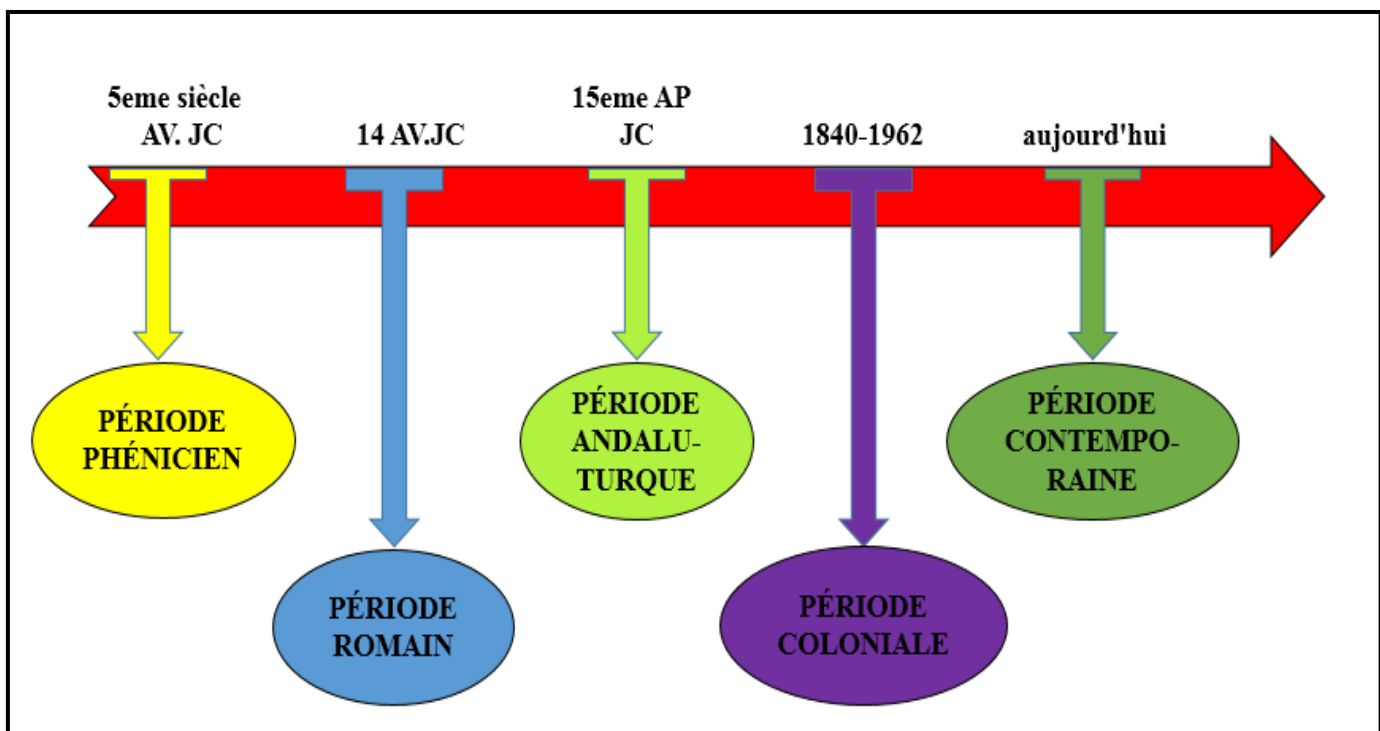 5eme siècle
AV. JC
14 AV.JC
15eme AP
JC
1840-1962
aujourd'hui
PÉRIODE
PHÉNICIEN
PÉRIODE
ROMAIN
PÉRIODE
ANDALU-
TURQUE
PÉRIODE
COLONIALE
PÉRIODE
CONTEMPO-
RAINE